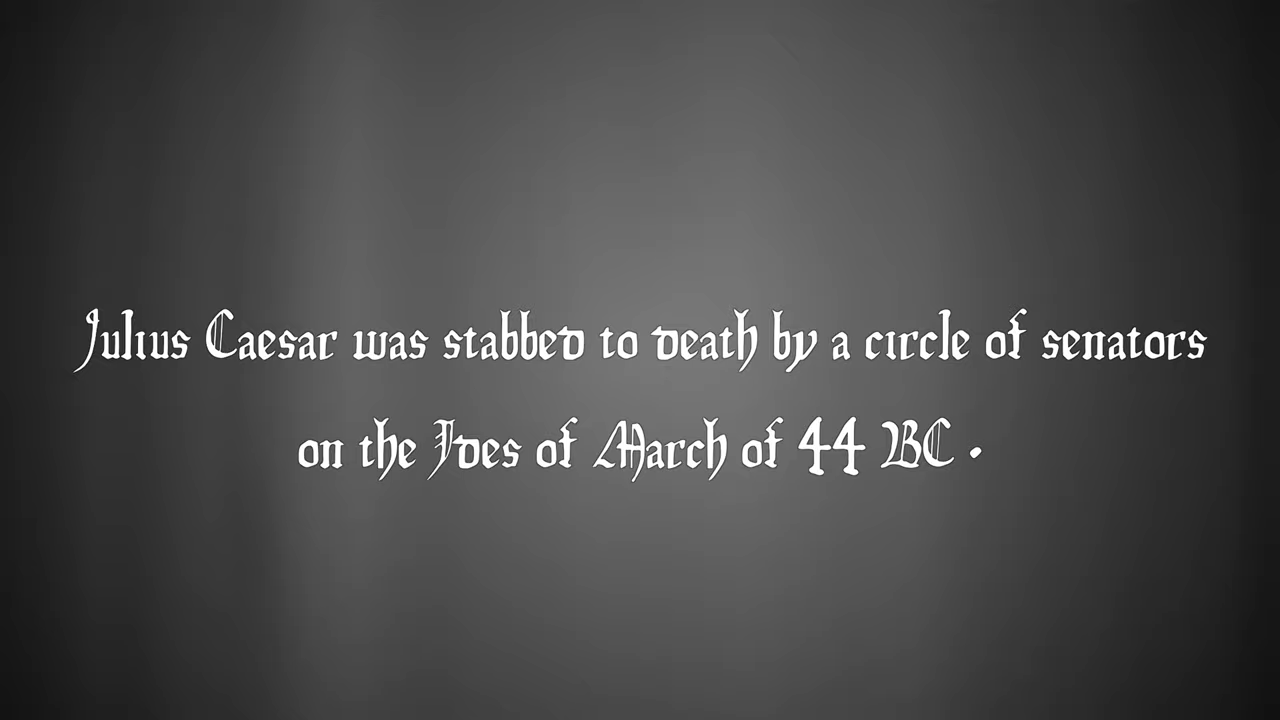 Julius Caesar was stabbed to death by a circle of senators
on the Ides of March of 44 BC .